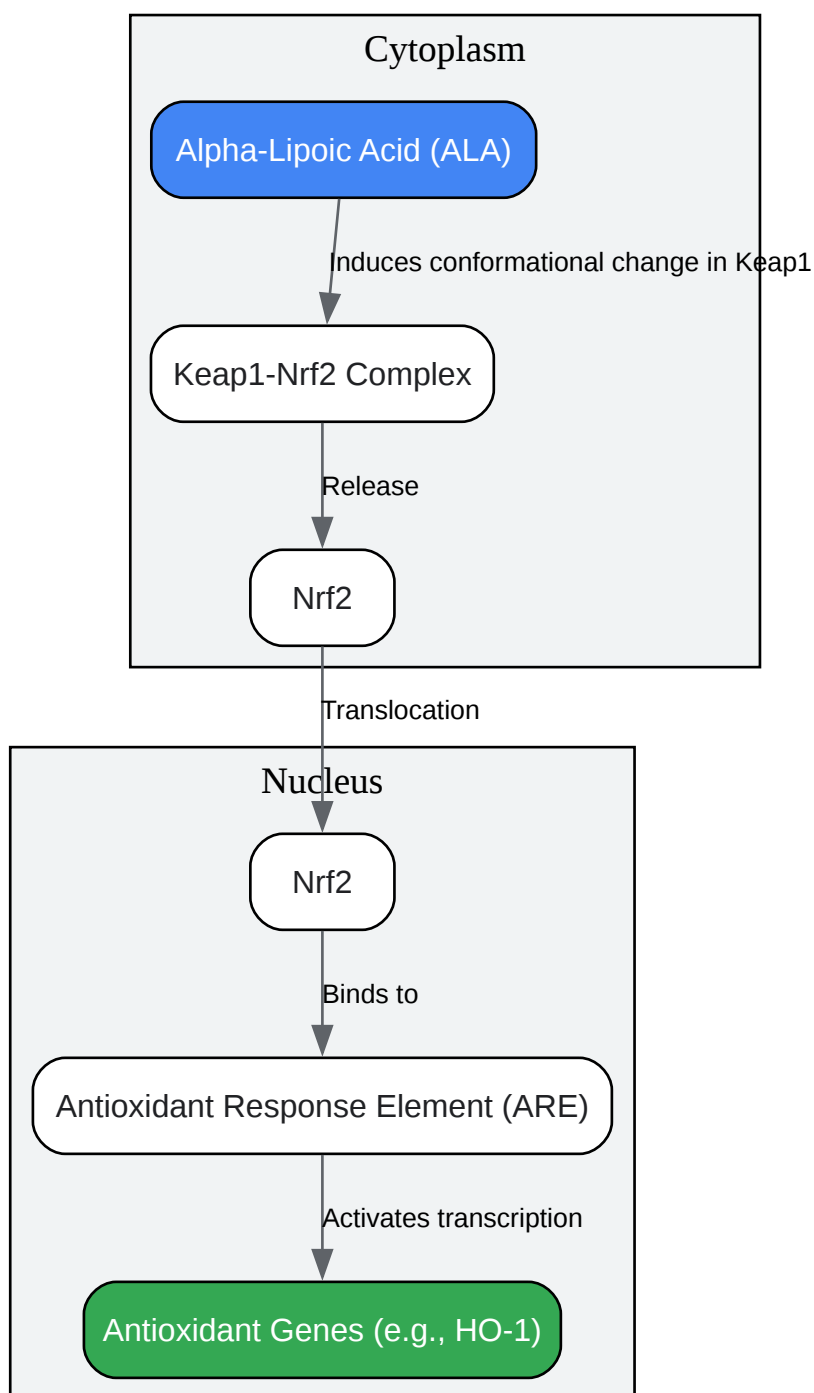 Cytoplasm
Alpha-Lipoic Acid (ALA)
Induces conformational change in Keap1
Keap1-Nrf2 Complex
Release
Nrf2
Translocation
Nucleus
Nrf2
Binds to
Antioxidant Response Element (ARE)
Activates transcription
Antioxidant Genes (e.g., HO-1)